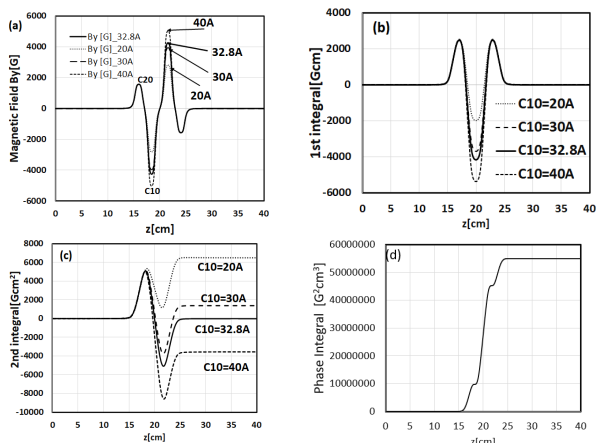 (a)
Magnetic Field By[G]
6000
4000
2000
0
-2000
-4000
-6000
By [G]_32.8A
By [G]_20A
By [G]_30A
By [G]_40A
40A
32.8A
30A
20A
C20
C10
0 5 10 15 20 25 30 35 40
z[cm]
(b)
1st integral[Gcm]
4000
2000
0
-2000
-4000
-6000
C10=20A
C10=30A
C10=32.8A
C10=40A
0 5 10 15 20 25 30 35 40
z[cm]
(c)
2nd integral[Gcm²]
8000
6000
4000
2000
0
-2000
-4000
-6000
-8000
-10000
C10=20A
C10=30A
C10=32.8A
C10=40A
0 5 10 15 20 25 30 35 40
z[cm]
(d)
Phase Integral [G²cm³]
60000000
50000000
40000000
30000000
20000000
10000000
0
0 5 10 15 20 25 30 35 40
z[cm]